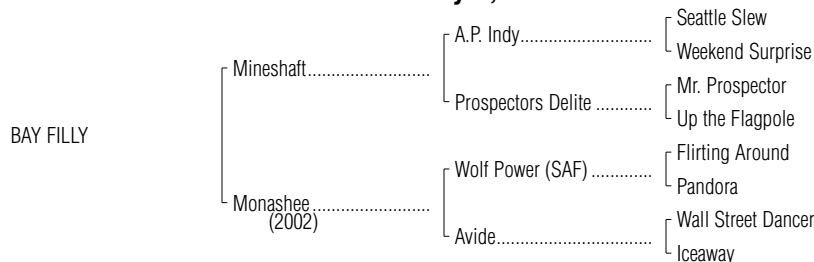 Seattle Slew
A.P. Indy
Weekend Surprise
Mineshaft
Mr. Prospector
Prospectors Delite
Up the Flagpole
BAY FILLY
Flirting Around
Wolf Power (SAF)
Pandora
Monashee
(2002)
Wall Street Dancer
Avide
Iceaway